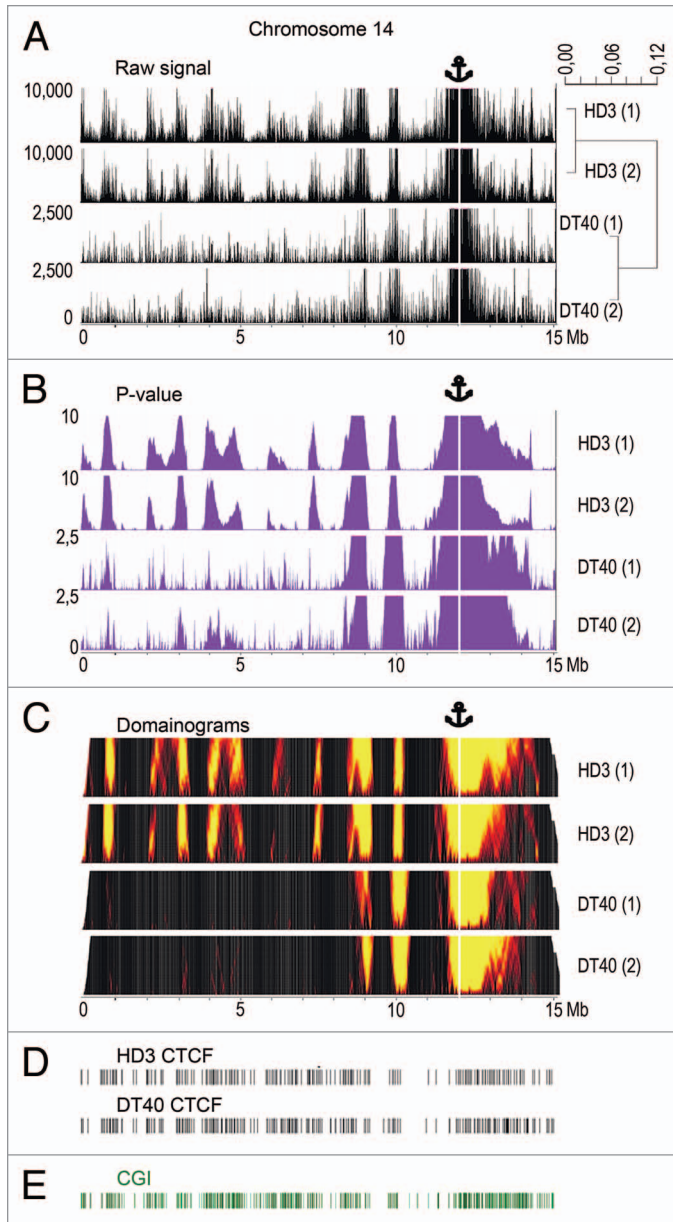 A
Chromosome 14
0,00
0,06
0,12
Raw signal
10,000
HD3 (1)
10,000
HD3 (2)
2,500
DT40 (1)
2,500
DT40 (2)
0
0 5 10 15 Mb
B
P-value
10
HD3 (1)
10
HD3 (2)
2,5
DT40 (1)
2,5
DT40 (2)
0
0 5 10 15 Mb
C
Domainograms
HD3 (1)
HD3 (2)
DT40 (1)
DT40 (2)
0 5 10 15 Mb
D
HD3 CTCF
DT40 CTCF
E
CGI